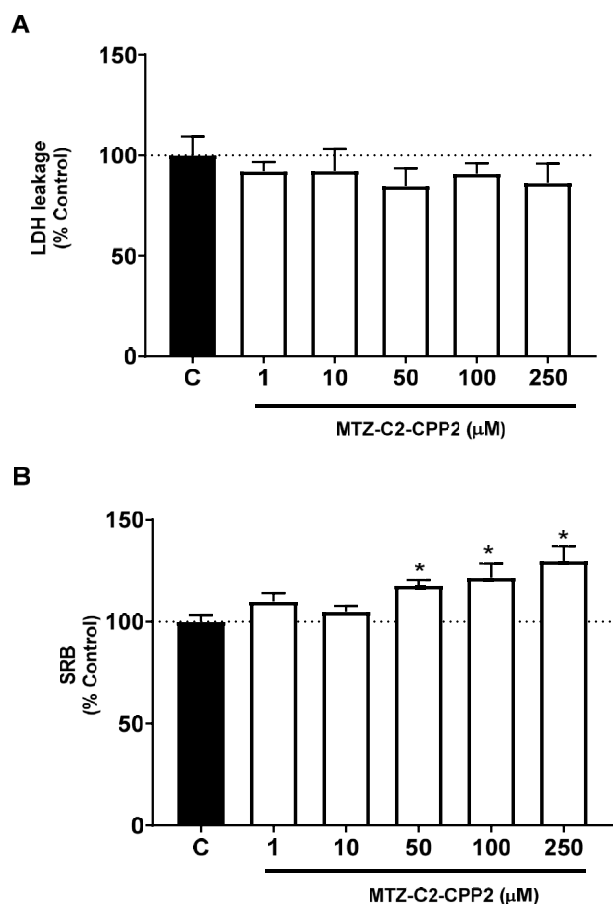 A
150
100
50
0
LDH leakage
(% Control)
C 1 10 50 100 250
MTZ-C2-CPP2 (μM)
B
150
100
50
0
SRB
(% Control)
* * *
C 1 10 50 100 250
MTZ-C2-CPP2 (μM)